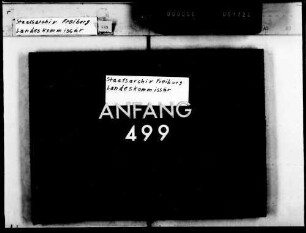 Staatsarchiv Freiburg
Landeskommissär
Staatsarchiv Freiburg
Landeskommissär
ANFANG
499